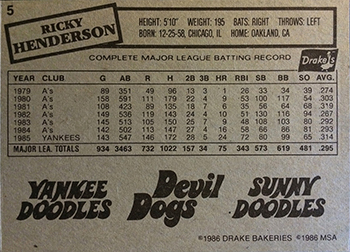 5
RICKY
HENDERSON
HEIGHT: 5'10" WEIGHT: 195 BATS: RIGHT THROWS: LEFT
BORN: 12-25-58, CHICAGO, IL HOME: OAKLAND, CA
COMPLETE MAJOR LEAGUE BATTING RECORD
Drake's
YEAR CLUB G AB R H 2B 3B HR RBI SB BB SO AVG.
1979 A's 89 351 49 96 13 3 1 26 33 34 39 .274
1980 A's 158 591 111 179 22 4 9 53 100 117 54 .303
1981 A's 108 423 89 135 18 7 6 35 56 64 68 .319
1982 A's 149 536 119 143 24 4 10 51 130 116 94 .267
1983 A's 145 513 105 150 25 7 9 48 108 103 80 .292
1984 A's 142 502 113 147 27 4 16 58 66 86 81 .293
1985 YANKEES 143 547 146 172 28 5 24 72 80 99 65 .314
MAJOR LEA. TOTALS 934 3463 732 1022 157 34 75 343 573 619 481 .295
YANKEE DOODLES
Devil Dogs
SUNNY DOODLES
©1986 DRAKE BAKERIES ©1986 MSA